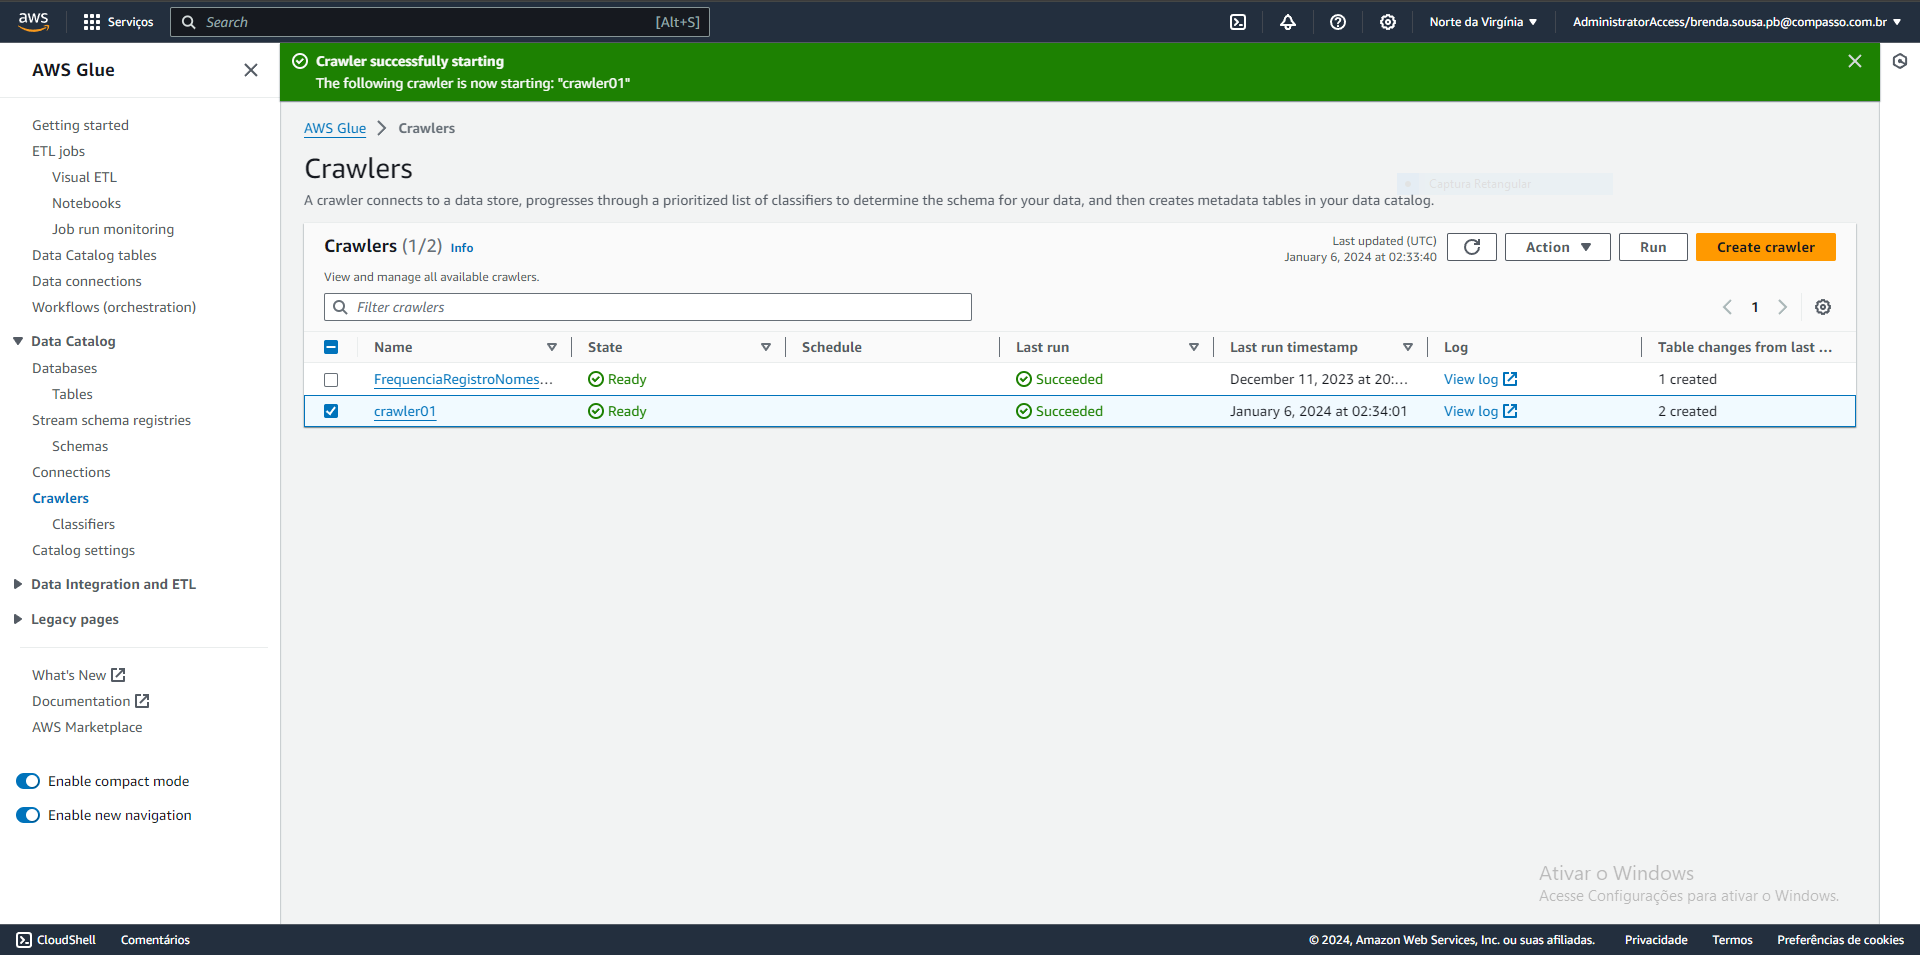 aws
Serviços
Search
[Alt+S]
Norte da Virgínia
AdministratorAccess/brenda.sousa.pb@compasso.com.br
AWS Glue
Getting started
ETL jobs
Visual ETL
Notebooks
Job run monitoring
Data Catalog tables
Data connections
Workflows (orchestration)
Data Catalog
Databases
Tables
Stream schema registries
Schemas
Connections
Crawlers
Classifiers
Catalog settings
Data Integration and ETL
Legacy pages
What's New
Documentation
AWS Marketplace
Enable compact mode
Enable new navigation
Crawler successfully starting
The following crawler is now starting: "crawler01"
AWS Glue > Crawlers
Crawlers
Captura Retangular
A crawler connects to a data store, progresses through a prioritized list of classifiers to determine the schema for your data, and then creates metadata tables in your data catalog.
Crawlers (1/2) Info
View and manage all available crawlers.
Last updated (UTC)
January 6, 2024 at 02:33:40
Action
Run
Create crawler
Filter crawlers
1
Name State Schedule Last run Last run timestamp Log Table changes from last ...
FrequenciaRegistroNomes... Ready Succeeded December 11, 2023 at 20:... View log 1 created
crawler01 Ready Succeeded January 6, 2024 at 02:34:01 View log 2 created
Ativar o Windows
Acesse Configurações para ativar o Windows.
CloudShell
Comentários
© 2024, Amazon Web Services, Inc. ou suas afiliadas.
Privacidade
Termos
Preferências de cookies